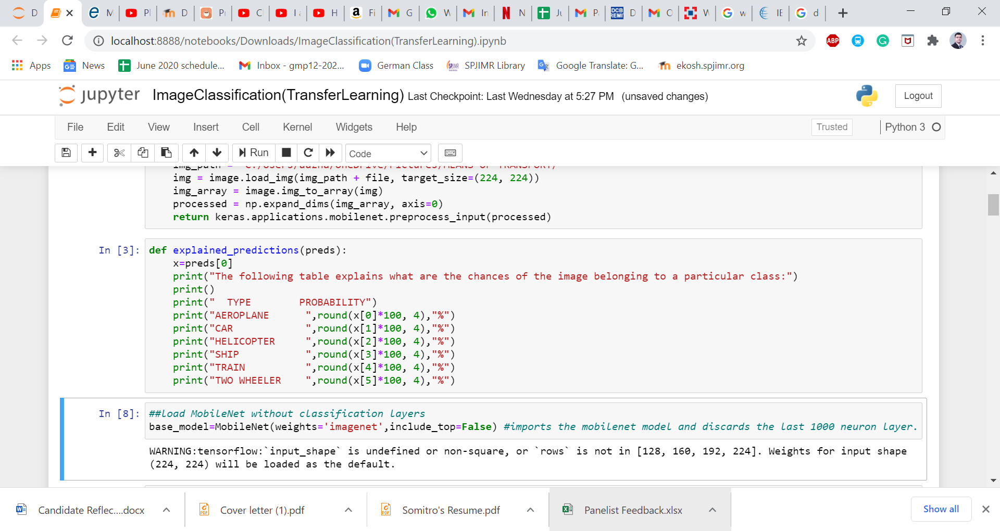 D M Pl D Pi Cl I a H Fi G W In N Ju P DCB REMI D C W w IE d
localhost:8888/notebooks/Downloads/ImageClassification(TransferLearning).ipynb
ABP
Apps News June 2020 schedule... Inbox - gmp12-202... German Class SPJIMR Library Google Translate: G... ekosh.spjimr.org
jupyter ImageClassification(TransferLearning) Last Checkpoint: Last Wednesday at 5:27 PM (unsaved changes) Logout
File Edit View Insert Cell Kernel Widgets Help Trusted Python 3
Run Code
img = image.load_img(img_path + file, target_size=(224, 224))
img_array = image.img_to_array(img)
processed = np.expand_dims(img_array, axis=0)
return keras.applications.mobilenet.preprocess_input(processed)
In [3]: def explained_predictions(preds):
x=preds[0]
print("The following table explains what are the chances of the image belonging to a particular class:")
print()
print("  TYPE        PROBABILITY")
print("AEROPLANE      ",round(x[0]*100, 4),"%")
print("CAR            ",round(x[1]*100, 4),"%")
print("HELICOPTER     ",round(x[2]*100, 4),"%")
print("SHIP           ",round(x[3]*100, 4),"%")
print("TRAIN          ",round(x[4]*100, 4),"%")
print("TWO WHEELER    ",round(x[5]*100, 4),"%")
In [8]: ##load MobileNet without classification layers
base_model=MobileNet(weights='imagenet',include_top=False) #imports the mobilenet model and discards the last 1000 neuron layer.
WARNING:tensorflow:`input_shape` is undefined or non-square, or `rows` is not in [128, 160, 192, 224]. Weights for input shape
(224, 224) will be loaded as the default.
Candidate Reflec....docx Cover letter (1).pdf Somitro's Resume.pdf Panelist Feedback.xlsx Show all